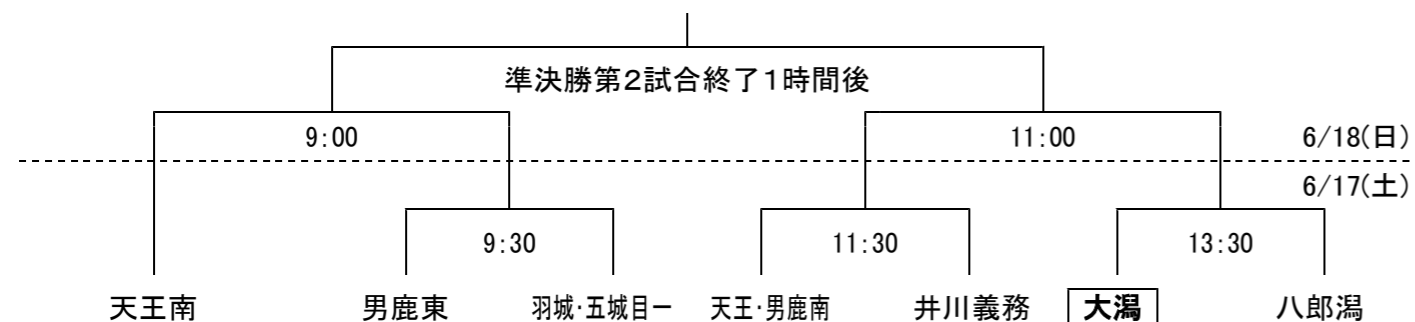 準決勝第2試合終了1時間後
9:00 11:00 6/18(日)
6/17(土)
9:30 11:30 13:30
天王南 男鹿東 羽城・五城目一 天王・男鹿南 井川義務 大潟 八郎潟